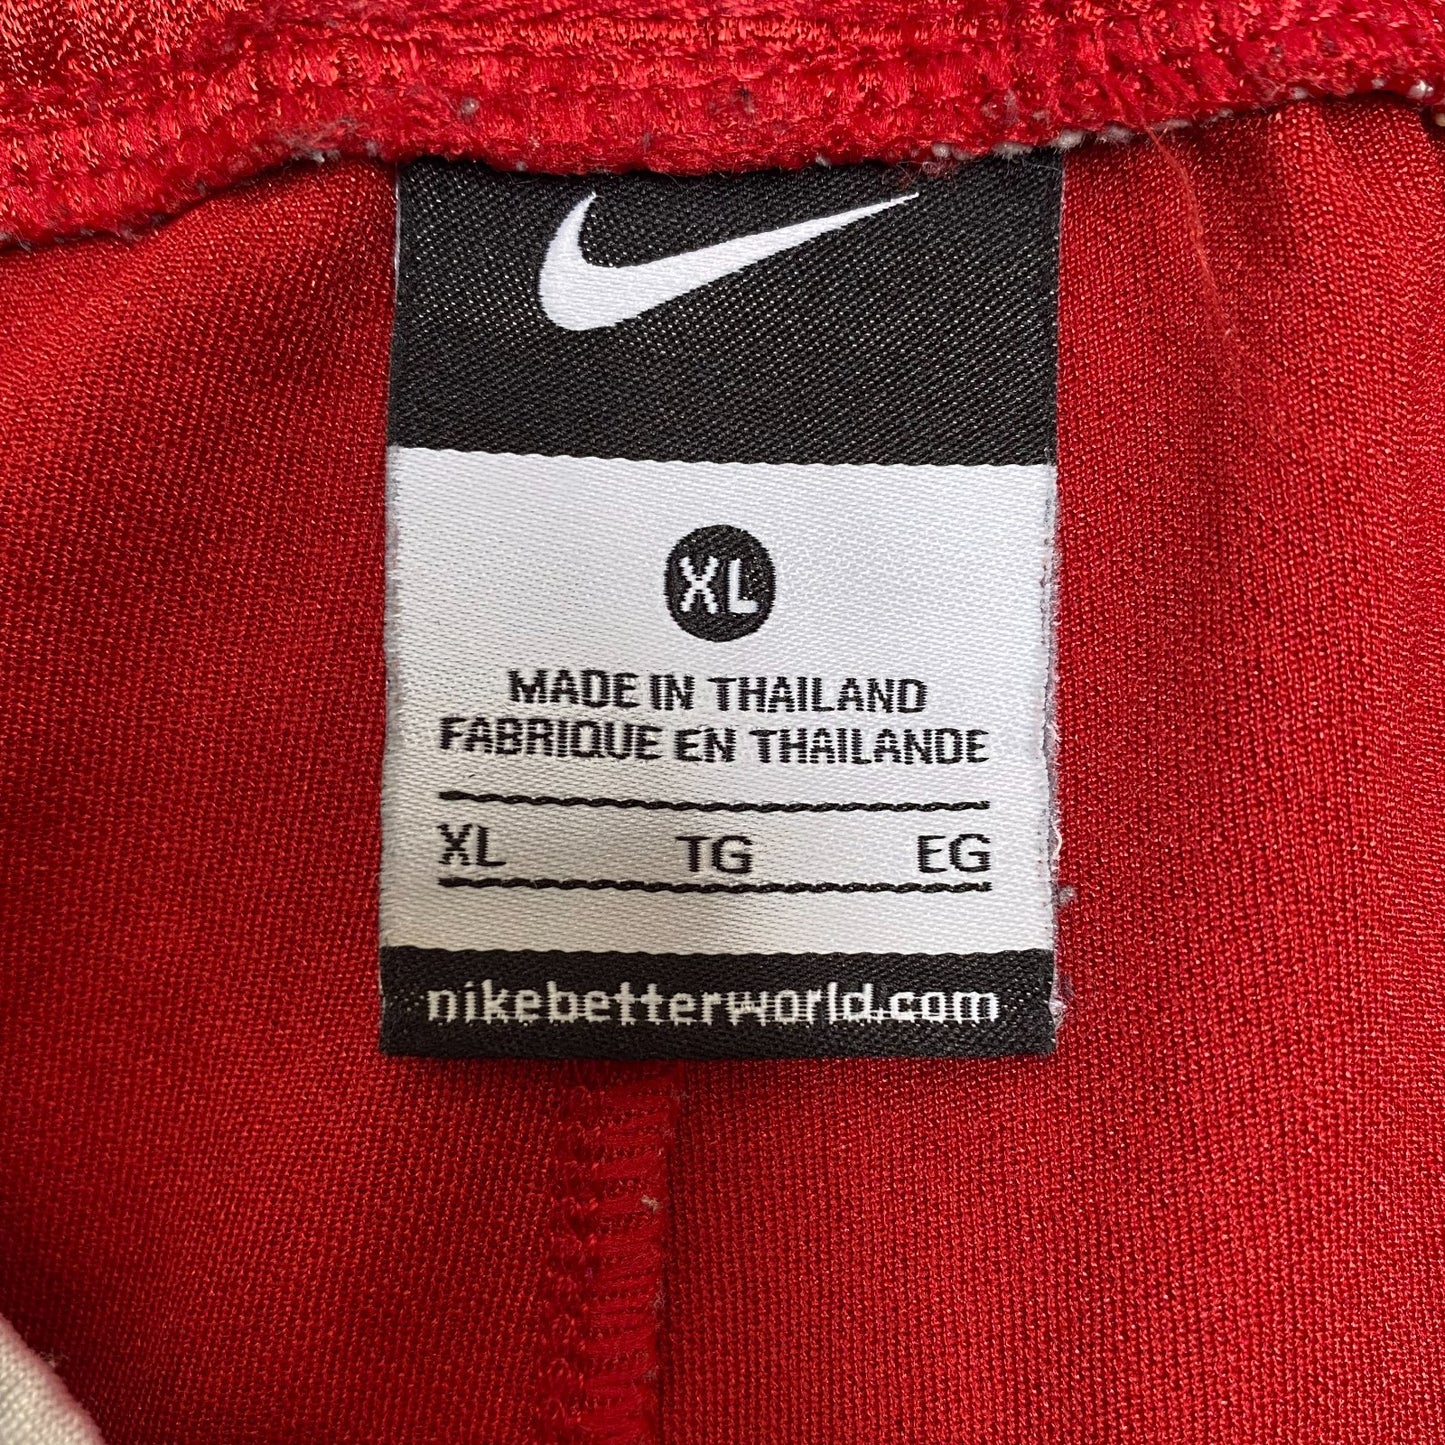 XL
MADE IN THAILAND
FABRIQUE EN THAILANDE
XL TG EG
nikebetterworld.com